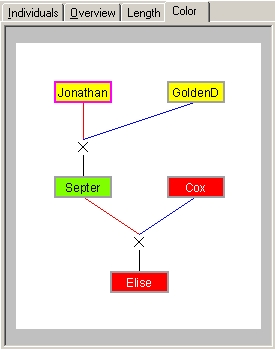 Individuals Overview Length Color
Jonathan GoldenD
Septer Cox
Elise